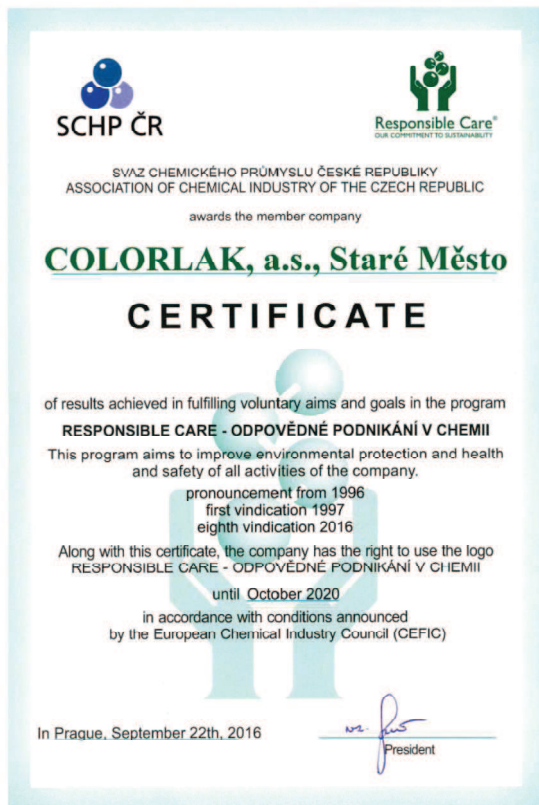 SCHP ČR
Responsible Care®
OUR COMMITMENT TO SUSTAINABILITY
SVAZ CHEMICKÉHO PRŮMYSLU ČESKÉ REPUBLIKY
ASSOCIATION OF CHEMICAL INDUSTRY OF THE CZECH REPUBLIC
awards the member company
COLORLAK, a.s., Staré Město
CERTIFICATE
of results achieved in fulfilling voluntary aims and goals in the program
RESPONSIBLE CARE - ODPOVĚDNÉ PODNIKÁNÍ V CHEMII
This program aims to improve environmental protection and health
and safety of all activities of the company.
pronouncement from 1996
first vindication 1997
eighth vindication 2016
Along with this certificate, the company has the right to use the logo
RESPONSIBLE CARE - ODPOVĚDNÉ PODNIKÁNÍ V CHEMII
until October 2020
in accordance with conditions announced
by the European Chemical Industry Council (CEFIC)
In Prague, September 22th, 2016
President